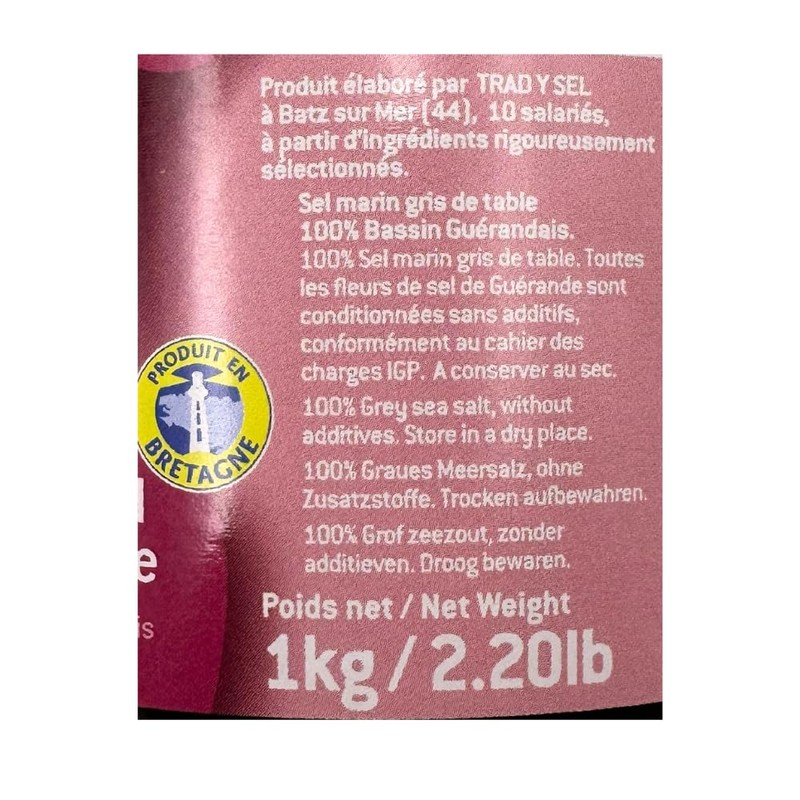 Produit élaboré par TRAD Y SEL
à Batz sur Mer (44), 10 salariés,
à partir d'ingrédients rigoureusement
sélectionnés.
Sel marin gris de table
100% Bassin Guérandais.
100% Sel marin gris de table. Toutes
les fleurs de sel de Guérande sont
conditionnées sans additifs,
conformément au cahier des
charges IGP. A conserver au sec.
PRODUIT EN
BRETAGNE
100% Grey sea salt, without
additives. Store in a dry place.
100% Graues Meersalz, ohne
Zusatzstoffe. Trocken aufbewahren.
100% Grof zeezout, zonder
additieven. Droog bewaren.
Poids net / Net Weight
1kg / 2.20lb